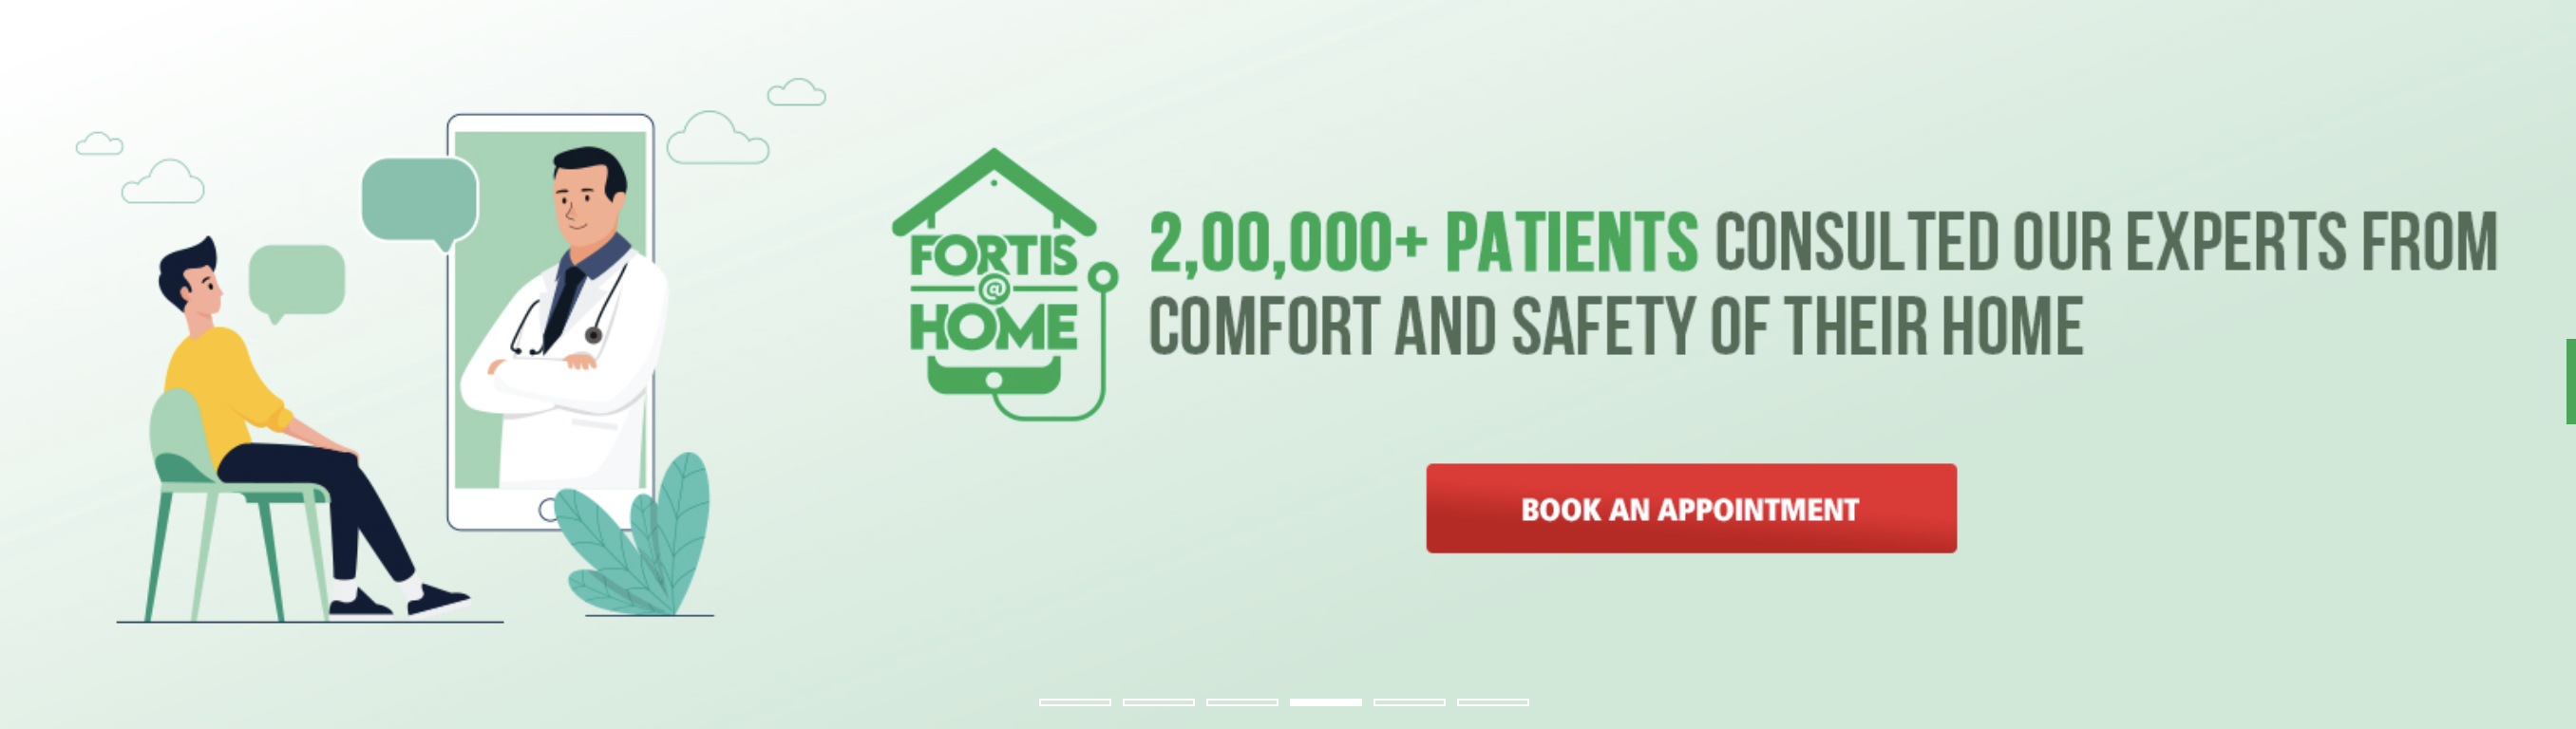 FORTIS
@
HOME
2,00,000+ PATIENTS CONSULTED OUR EXPERTS FROM
COMFORT AND SAFETY OF THEIR HOME
BOOK AN APPOINTMENT